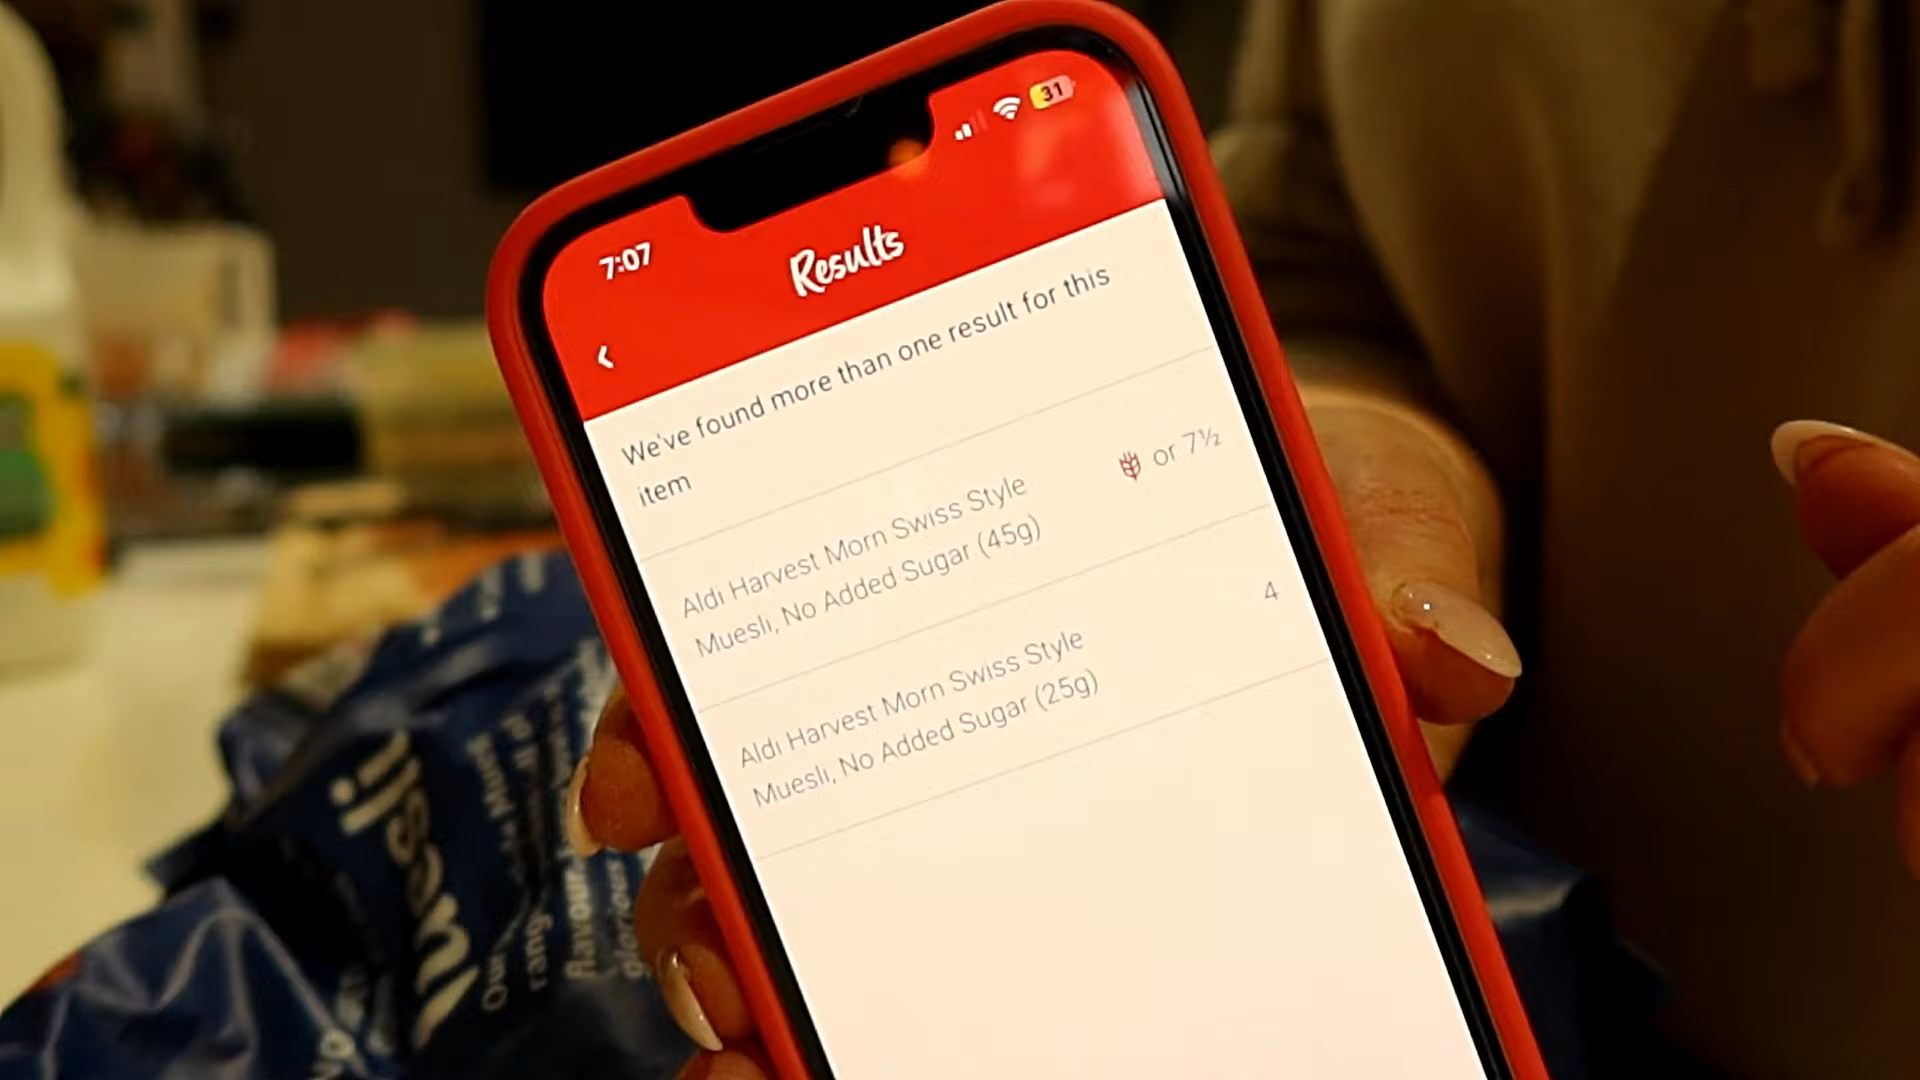 7:07
31
Results
We've found more than one result for this
item
Aldi Harvest Morn Swiss Style
Muesli, No Added Sugar (45g)
or 7½
Aldi Harvest Morn Swiss Style
Muesli, No Added Sugar (25g)
4
Muesli
flavour
glorious